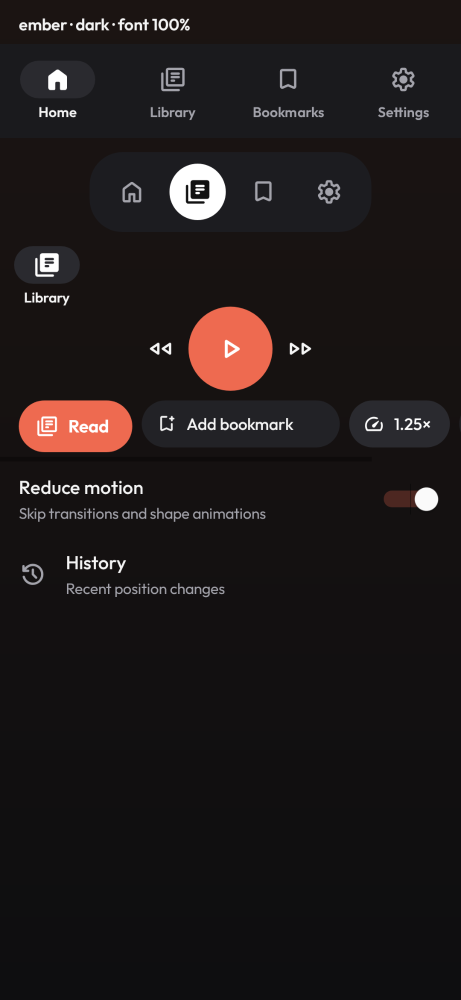 ember · dark · font 100%
Home Library Bookmarks Settings
Library
Read Add bookmark 1.25×
Reduce motion
Skip transitions and shape animations
History
Recent position changes